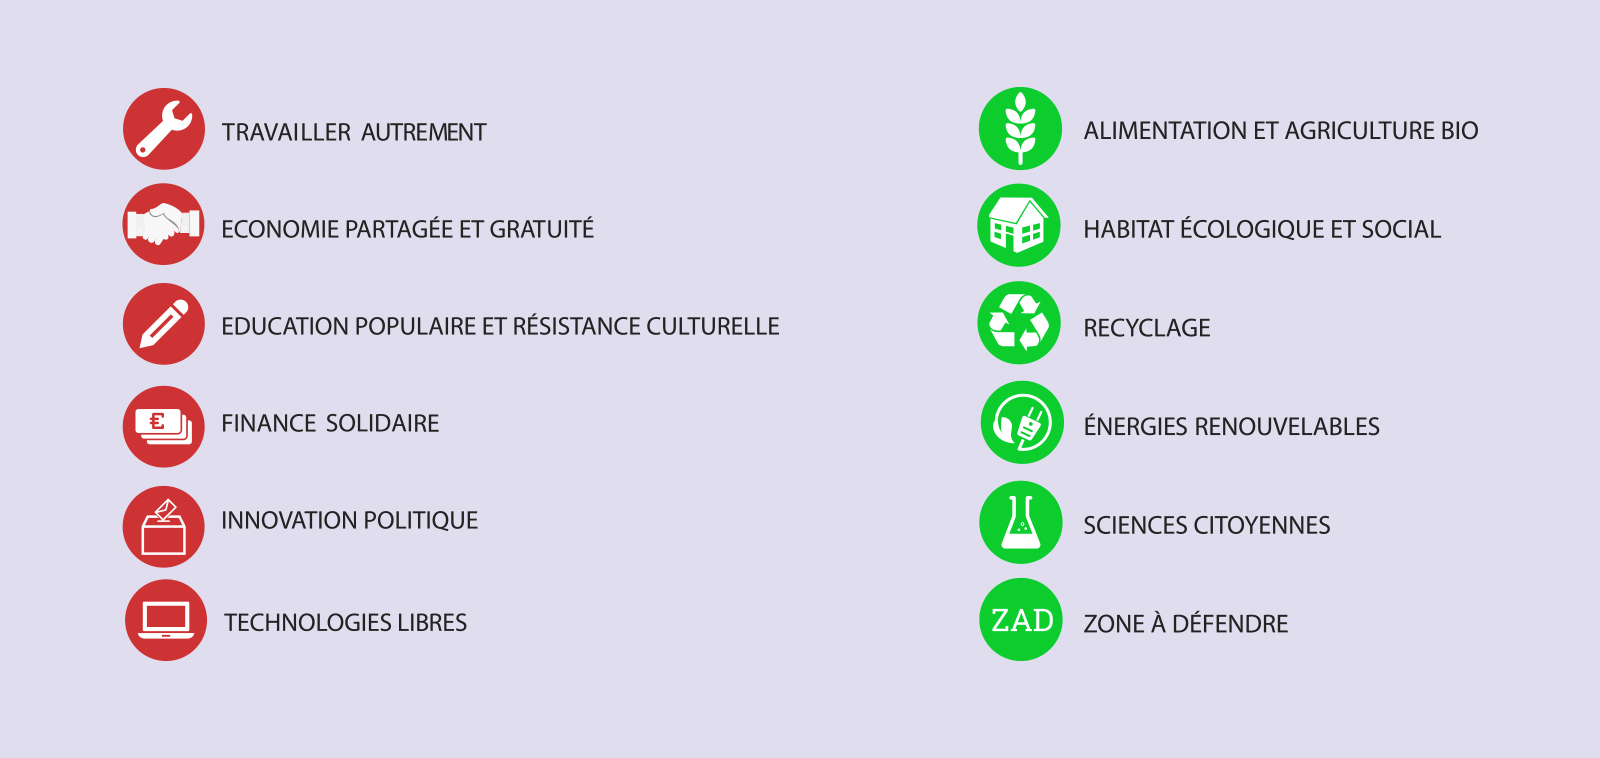 TRAVAILLER AUTREMENT
ECONOMIE PARTAGÉE ET GRATUITÉ
EDUCATION POPULAIRE ET RÉSISTANCE CULTURELLE
€
FINANCE SOLIDAIRE
INNOVATION POLITIQUE
TECHNOLOGIES LIBRES
ALIMENTATION ET AGRICULTURE BIO
HABITAT ÉCOLOGIQUE ET SOCIAL
RECYCLAGE
ÉNERGIES RENOUVELABLES
SCIENCES CITOYENNES
ZAD
ZONE À DÉFENDRE